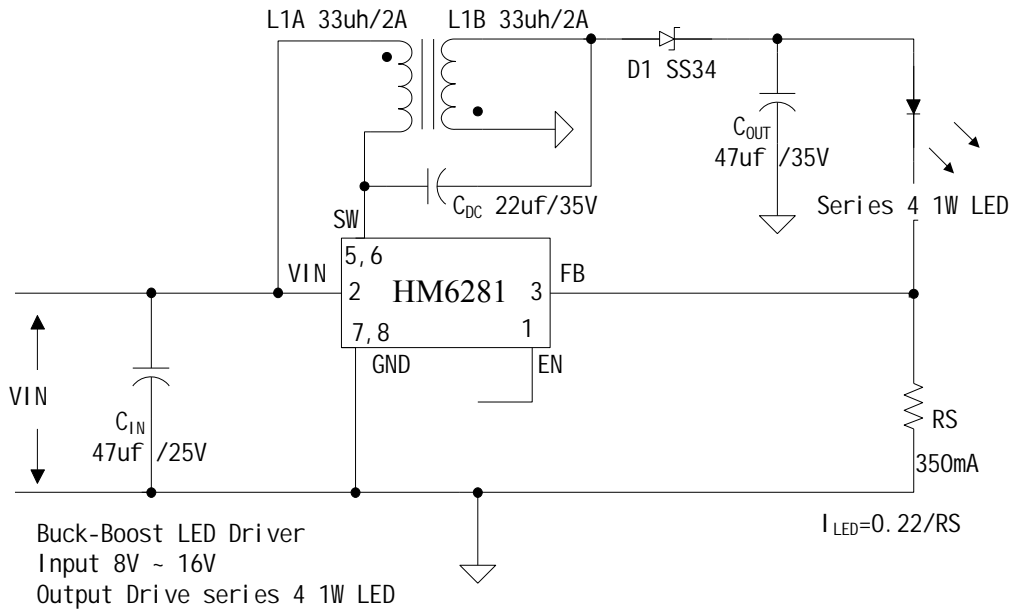 L1A 33uh/2A
L1B 33uh/2A
D1 SS34
COUT
47uf /35V
CDC 22uf/35V
Series 4 1W LED
SW
5,6
VIN
2
HM6281
3
FB
7,8
1
GND
EN
VIN
CIN
47uf /25V
RS
350mA
ILED=0.22/RS
Buck-Boost LED Driver
Input 8V ~ 16V
Output Drive series 4 1W LED